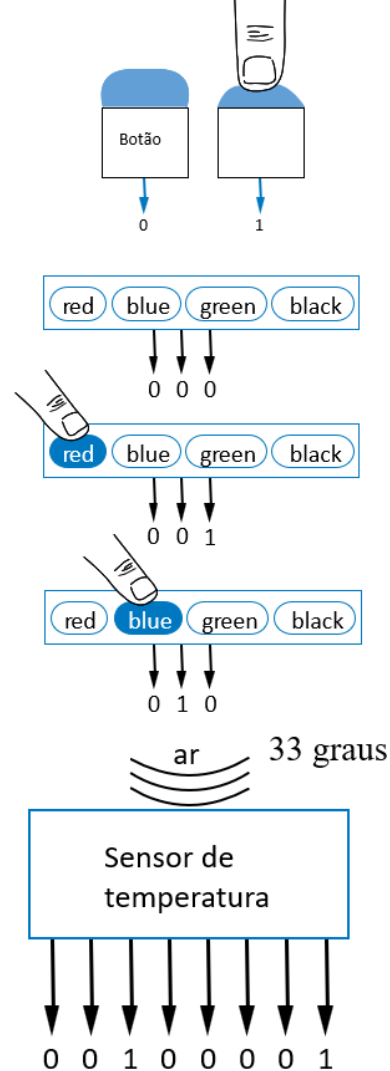 Botão
0 1
red blue green black
0 0 0
red blue green black
0 0 1
red blue green black
0 1 0
ar 33 graus
Sensor de
temperatura
0 0 1 0 0 0 0 1